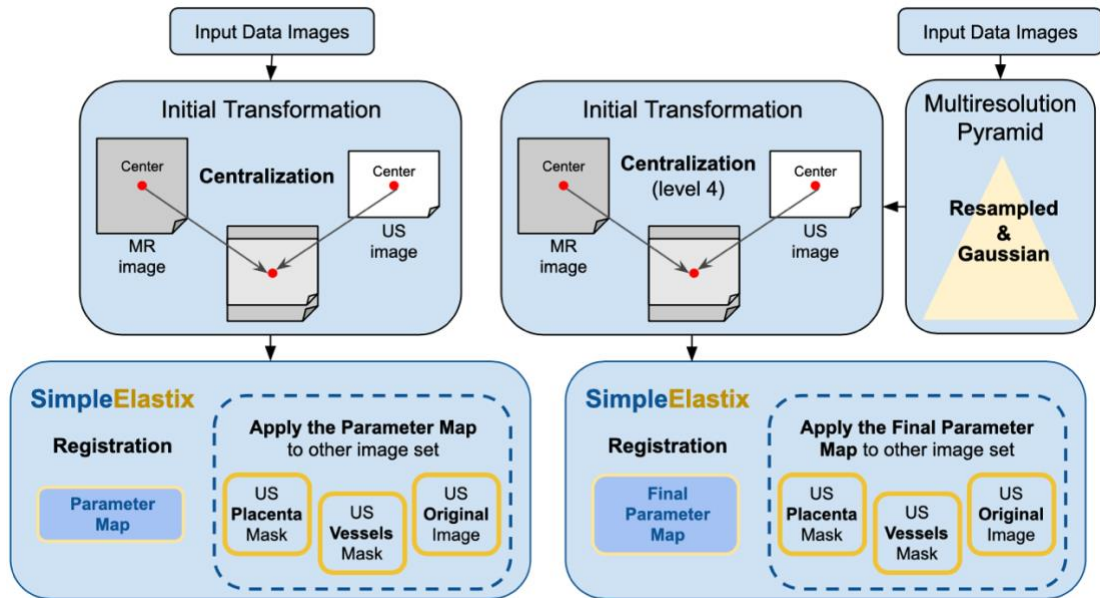 Input Data Images
Initial Transformation
Center
Centralization
Center
MR
image
US
image
SimpleElastix
Registration
Parameter
Map
Apply the Parameter Map
to other image set
US
Placenta
Mask
US
Vessels
Mask
US
Original
Image
Input Data Images
Multiresolution
Pyramid
Resampled
&
Gaussian
Initial Transformation
Center
Centralization
(level 4)
Center
MR
image
US
image
SimpleElastix
Registration
Final
Parameter
Map
Apply the Final Parameter
Map to other image set
US
Placenta
Mask
US
Vessels
Mask
US
Original
Image